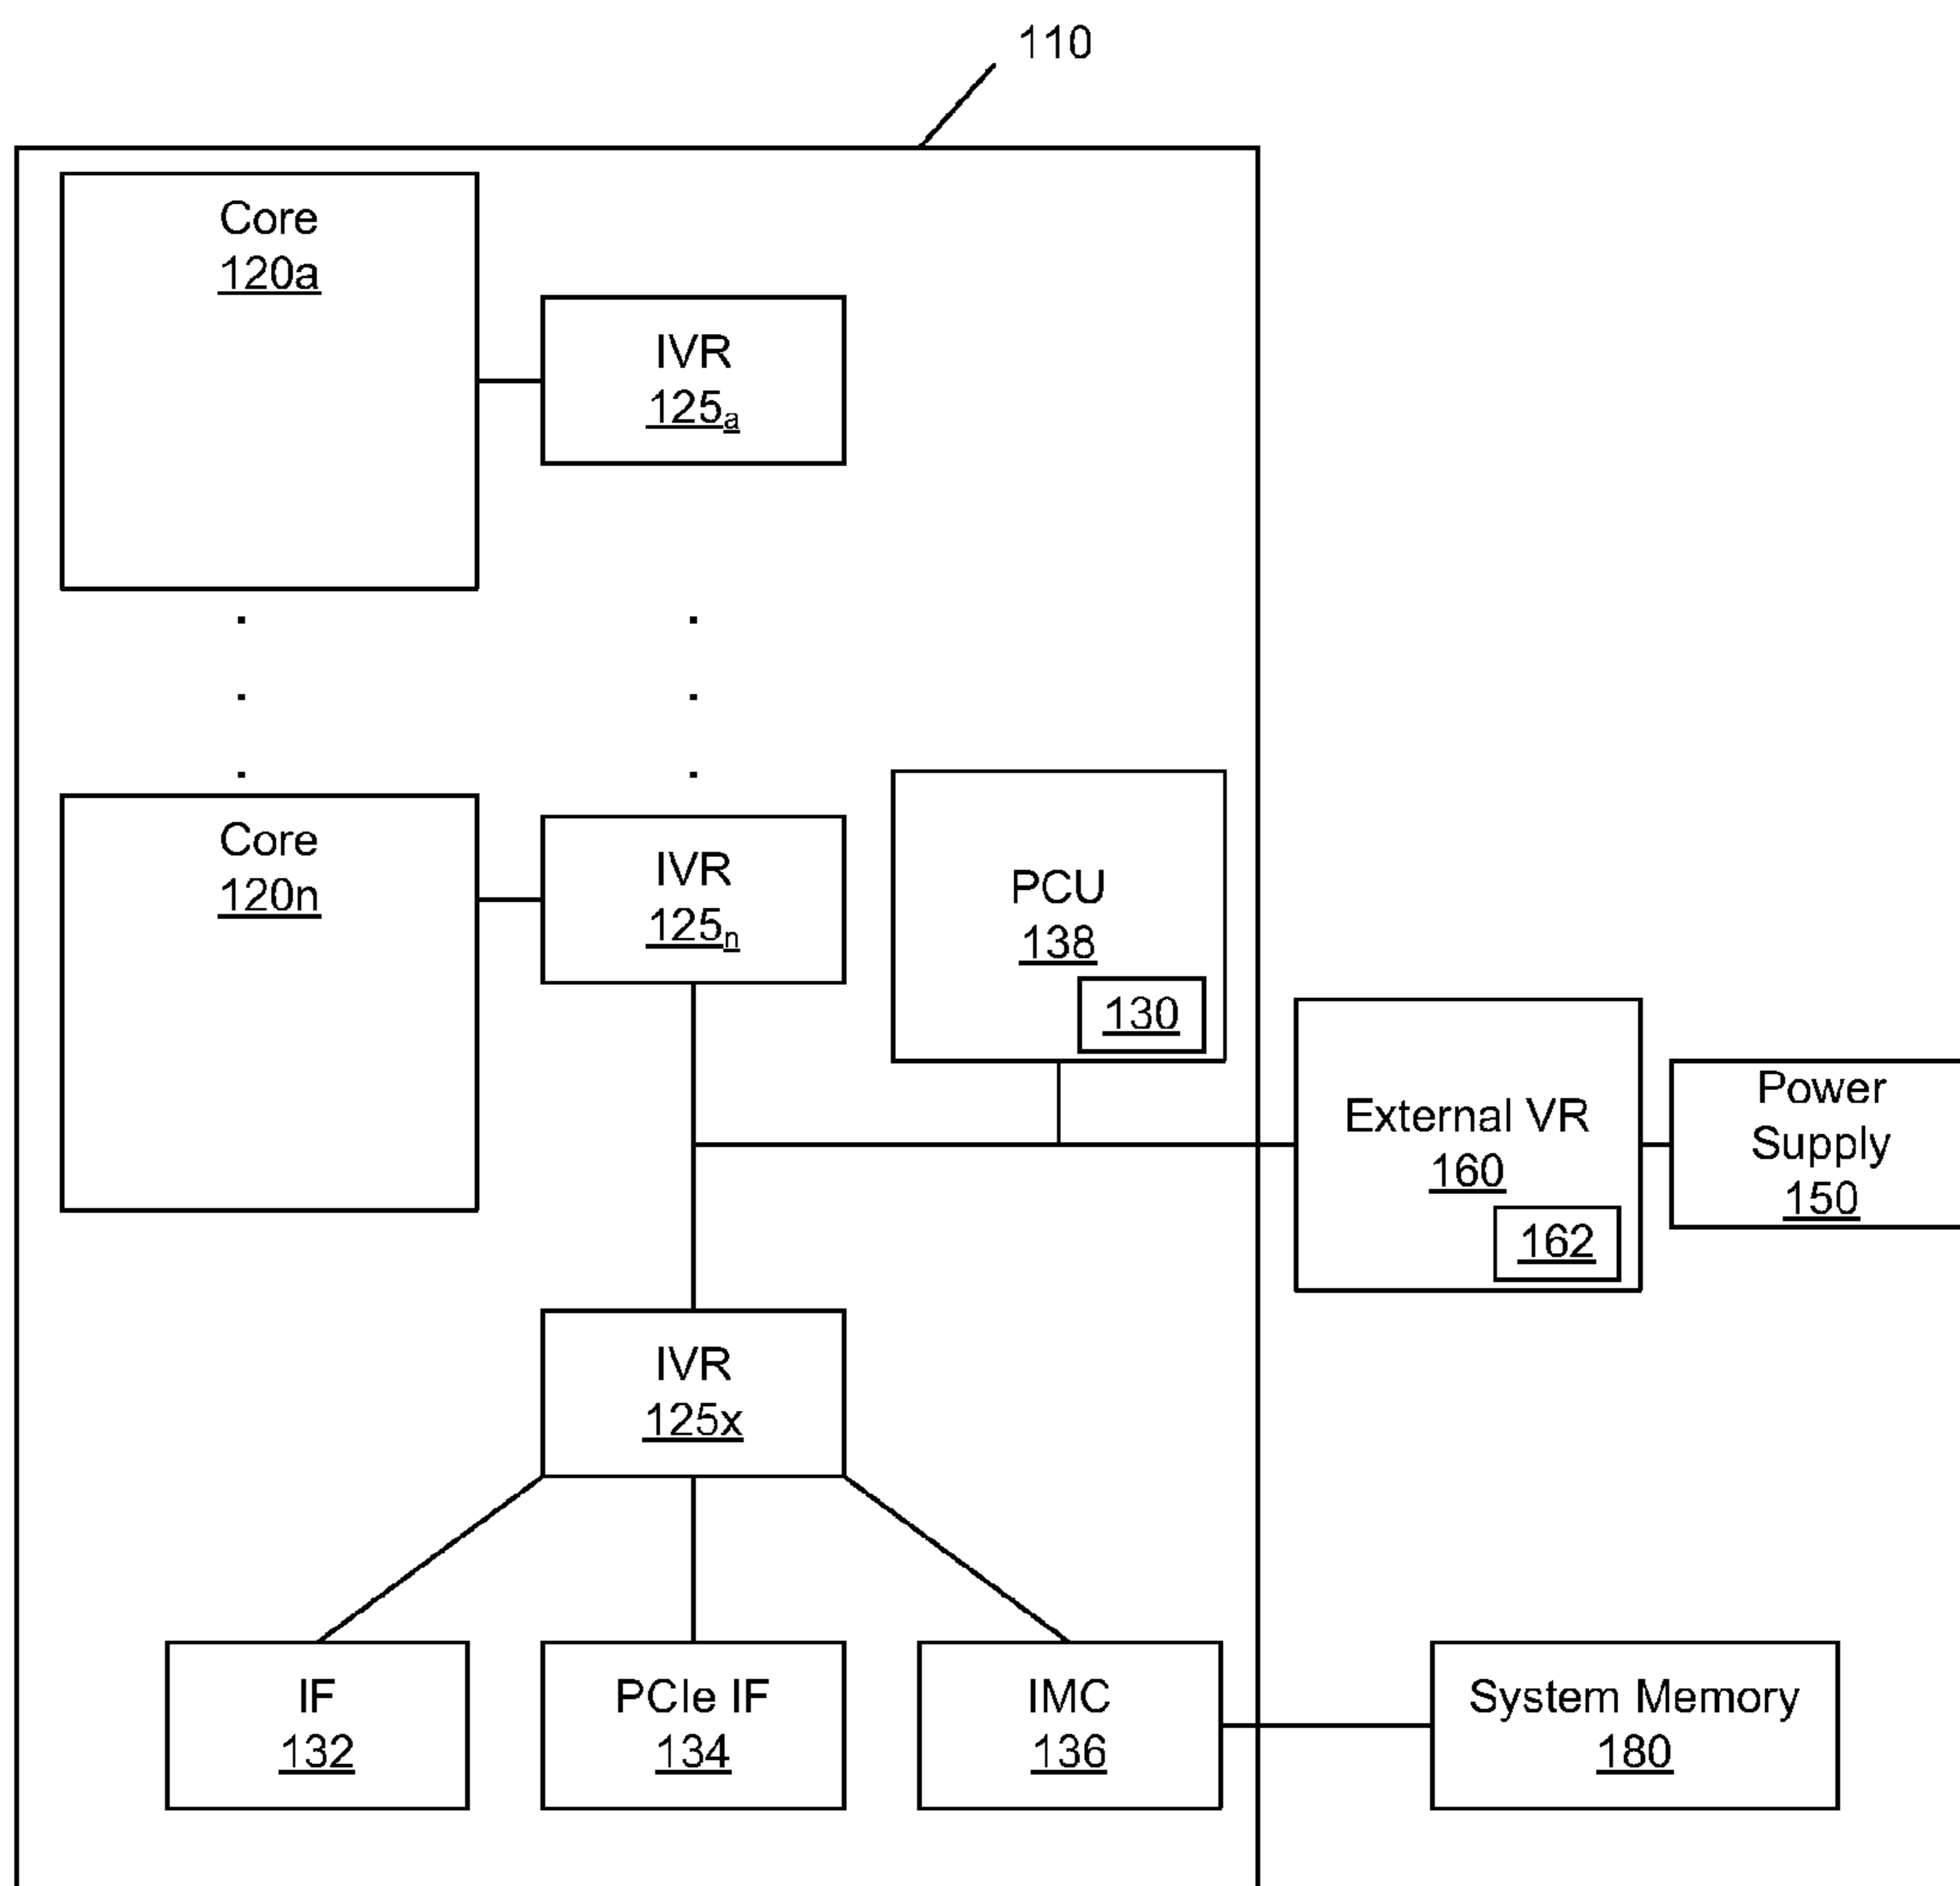 110
Core
120a
IVR
125a
Core
120n
IVR
125n
PCU
138
130
External VR
160
162
Power
Supply
150
IVR
125x
IF
132
PCIe IF
134
IMC
136
System Memory
180